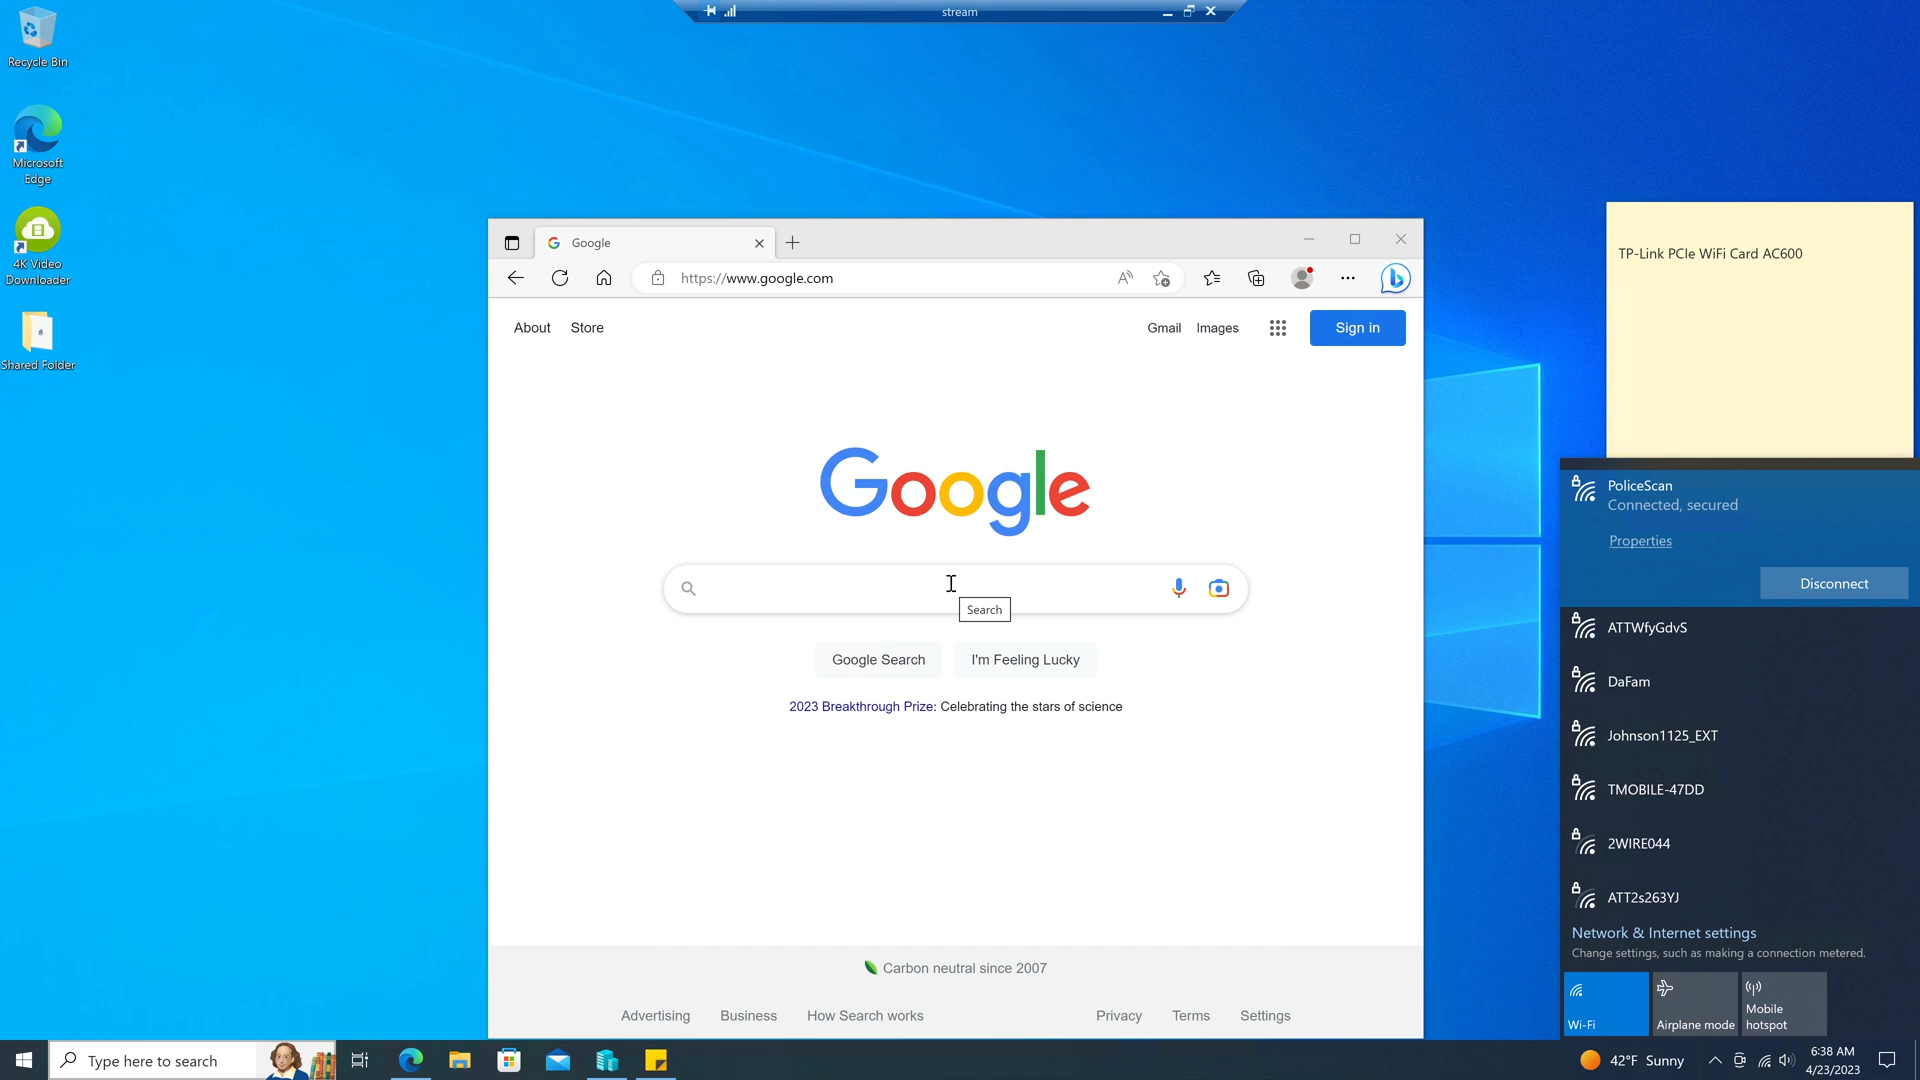 stream
Recycle Bin
Microsoft
Edge
4K Video
Downloader
Shared Folder
Google
https://www.google.com
About
Store
Gmail
Images
Sign in
Google
Search
Google Search
I'm Feeling Lucky
2023 Breakthrough Prize: Celebrating the stars of science
Carbon neutral since 2007
Advertising
Business
How Search works
Privacy
Terms
Settings
TP-Link PCIe WiFi Card AC600
PoliceScan
Connected, secured
Properties
Disconnect
ATTWfyGdvS
DaFam
Johnson1125_EXT
TMOBILE-47DD
2WIRE044
ATT2s263YJ
Network & Internet settings
Change settings, such as making a connection metered.
Wi-Fi
Airplane mode
Mobile
hotspot
Type here to search
42°F Sunny
6:38 AM
4/23/2023